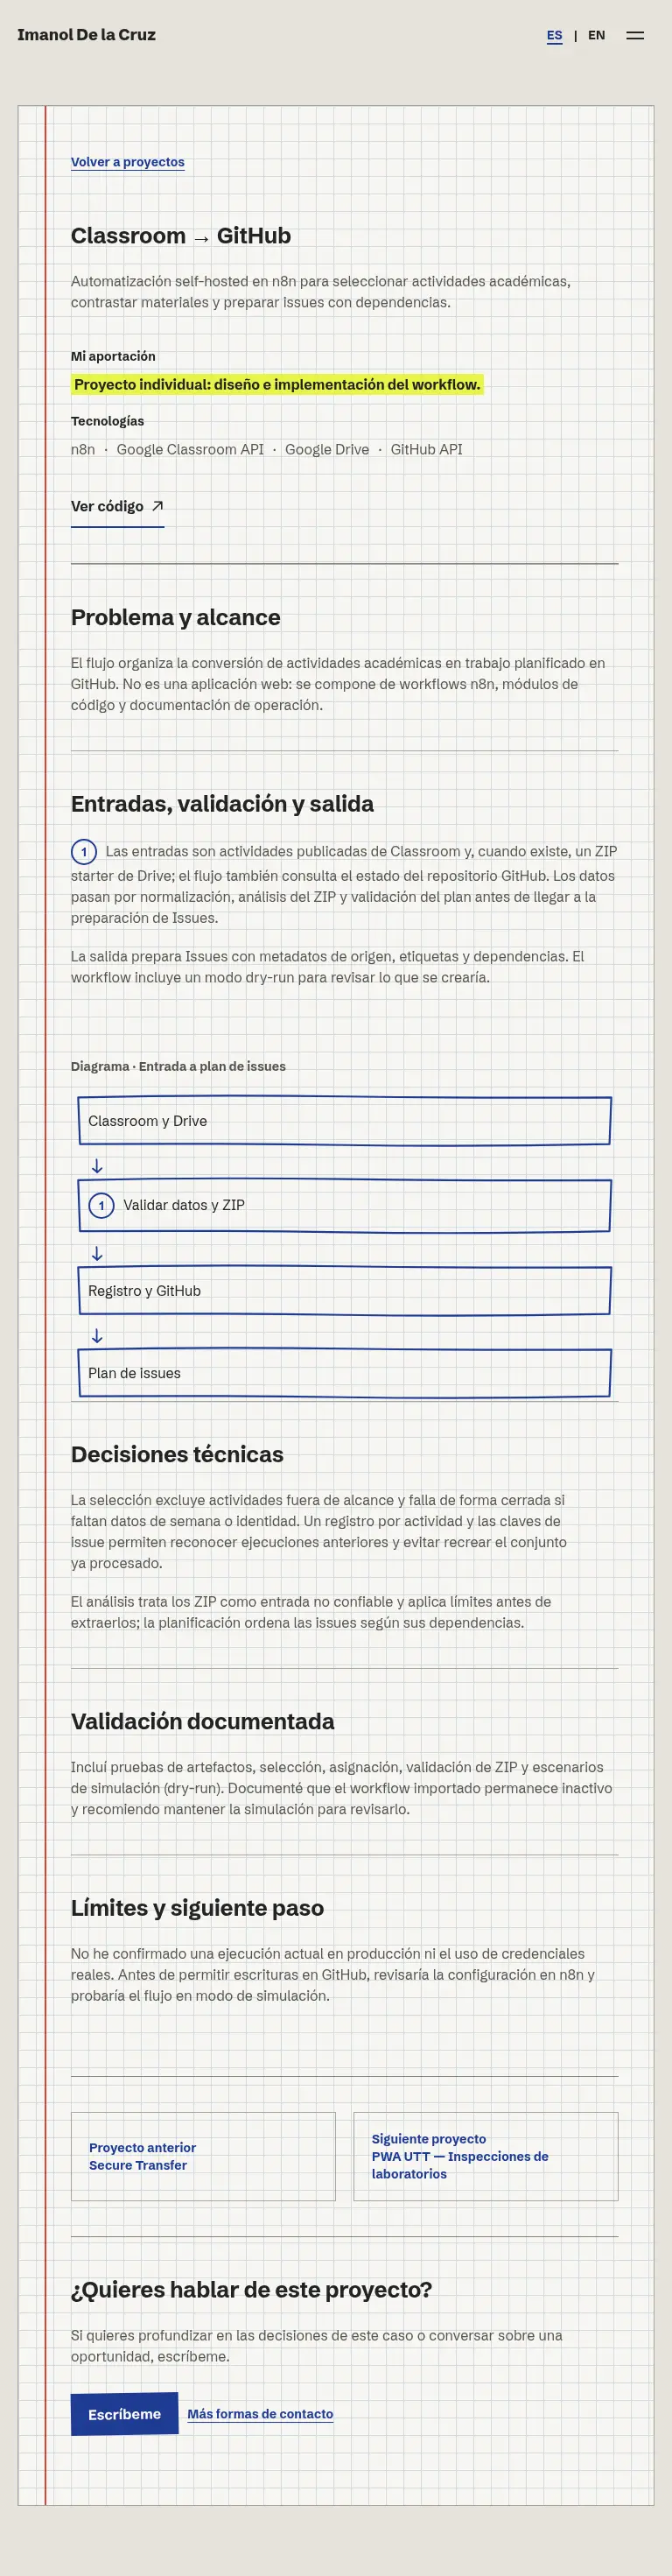 Imanol De la Cruz
ES | EN
Volver a proyectos
Classroom → GitHub
Automatización self-hosted en n8n para seleccionar actividades académicas,
contrastar materiales y preparar issues con dependencias.
Mi aportación
Proyecto individual: diseño e implementación del workflow.
Tecnologías
n8n · Google Classroom API · Google Drive · GitHub API
Ver código ↗
Problema y alcance
El flujo organiza la conversión de actividades académicas en trabajo planificado en
GitHub. No es una aplicación web: se compone de workflows n8n, módulos de
código y documentación de operación.
Entradas, validación y salida
1 Las entradas son actividades publicadas de Classroom y, cuando existe, un ZIP
starter de Drive; el flujo también consulta el estado del repositorio GitHub. Los datos
pasan por normalización, análisis del ZIP y validación del plan antes de llegar a la
preparación de Issues.
La salida prepara Issues con metadatos de origen, etiquetas y dependencias. El
workflow incluye un modo dry-run para revisar lo que se crearía.
Diagrama · Entrada a plan de issues
Classroom y Drive
↓
1 Validar datos y ZIP
↓
Registro y GitHub
↓
Plan de issues
Decisiones técnicas
La selección excluye actividades fuera de alcance y falla de forma cerrada si
faltan datos de semana o identidad. Un registro por actividad y las claves de
issue permiten reconocer ejecuciones anteriores y evitar recrear el conjunto
ya procesado.
El análisis trata los ZIP como entrada no confiable y aplica límites antes de
extraerlos; la planificación ordena las issues según sus dependencias.
Validación documentada
Incluí pruebas de artefactos, selección, asignación, validación de ZIP y escenarios
de simulación (dry-run). Documenté que el workflow importado permanece inactivo
y recomiendo mantener la simulación para revisarlo.
Límites y siguiente paso
No he confirmado una ejecución actual en producción ni el uso de credenciales
reales. Antes de permitir escrituras en GitHub, revisaría la configuración en n8n y
probaría el flujo en modo de simulación.
Proyecto anterior
Secure Transfer
Siguiente proyecto
PWA UTT — Inspecciones de
laboratorios
¿Quieres hablar de este proyecto?
Si quieres profundizar en las decisiones de este caso o conversar sobre una
oportunidad, escríbeme.
Escríbeme
Más formas de contacto